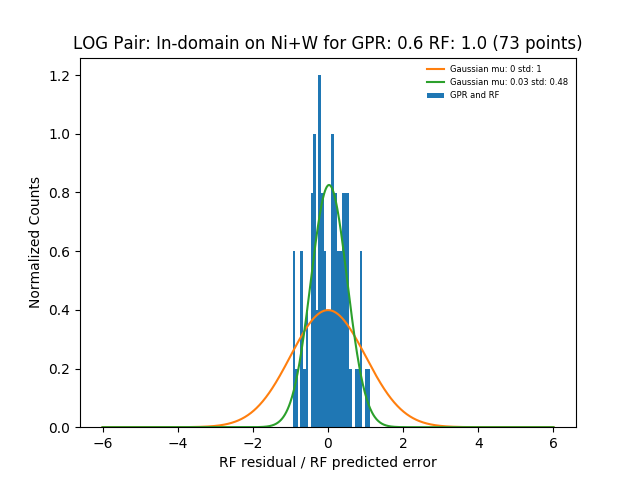 LOG Pair: In-domain on Ni+W for GPR: 0.6 RF: 1.0 (73 points)
Gaussian mu: 0 std: 1
Gaussian mu: 0.03 std: 0.48
GPR and RF
Normalized Counts
1.2
1.0
0.8
0.6
0.4
0.2
0.0
−6 −4 −2 0 2 4 6
RF residual / RF predicted error